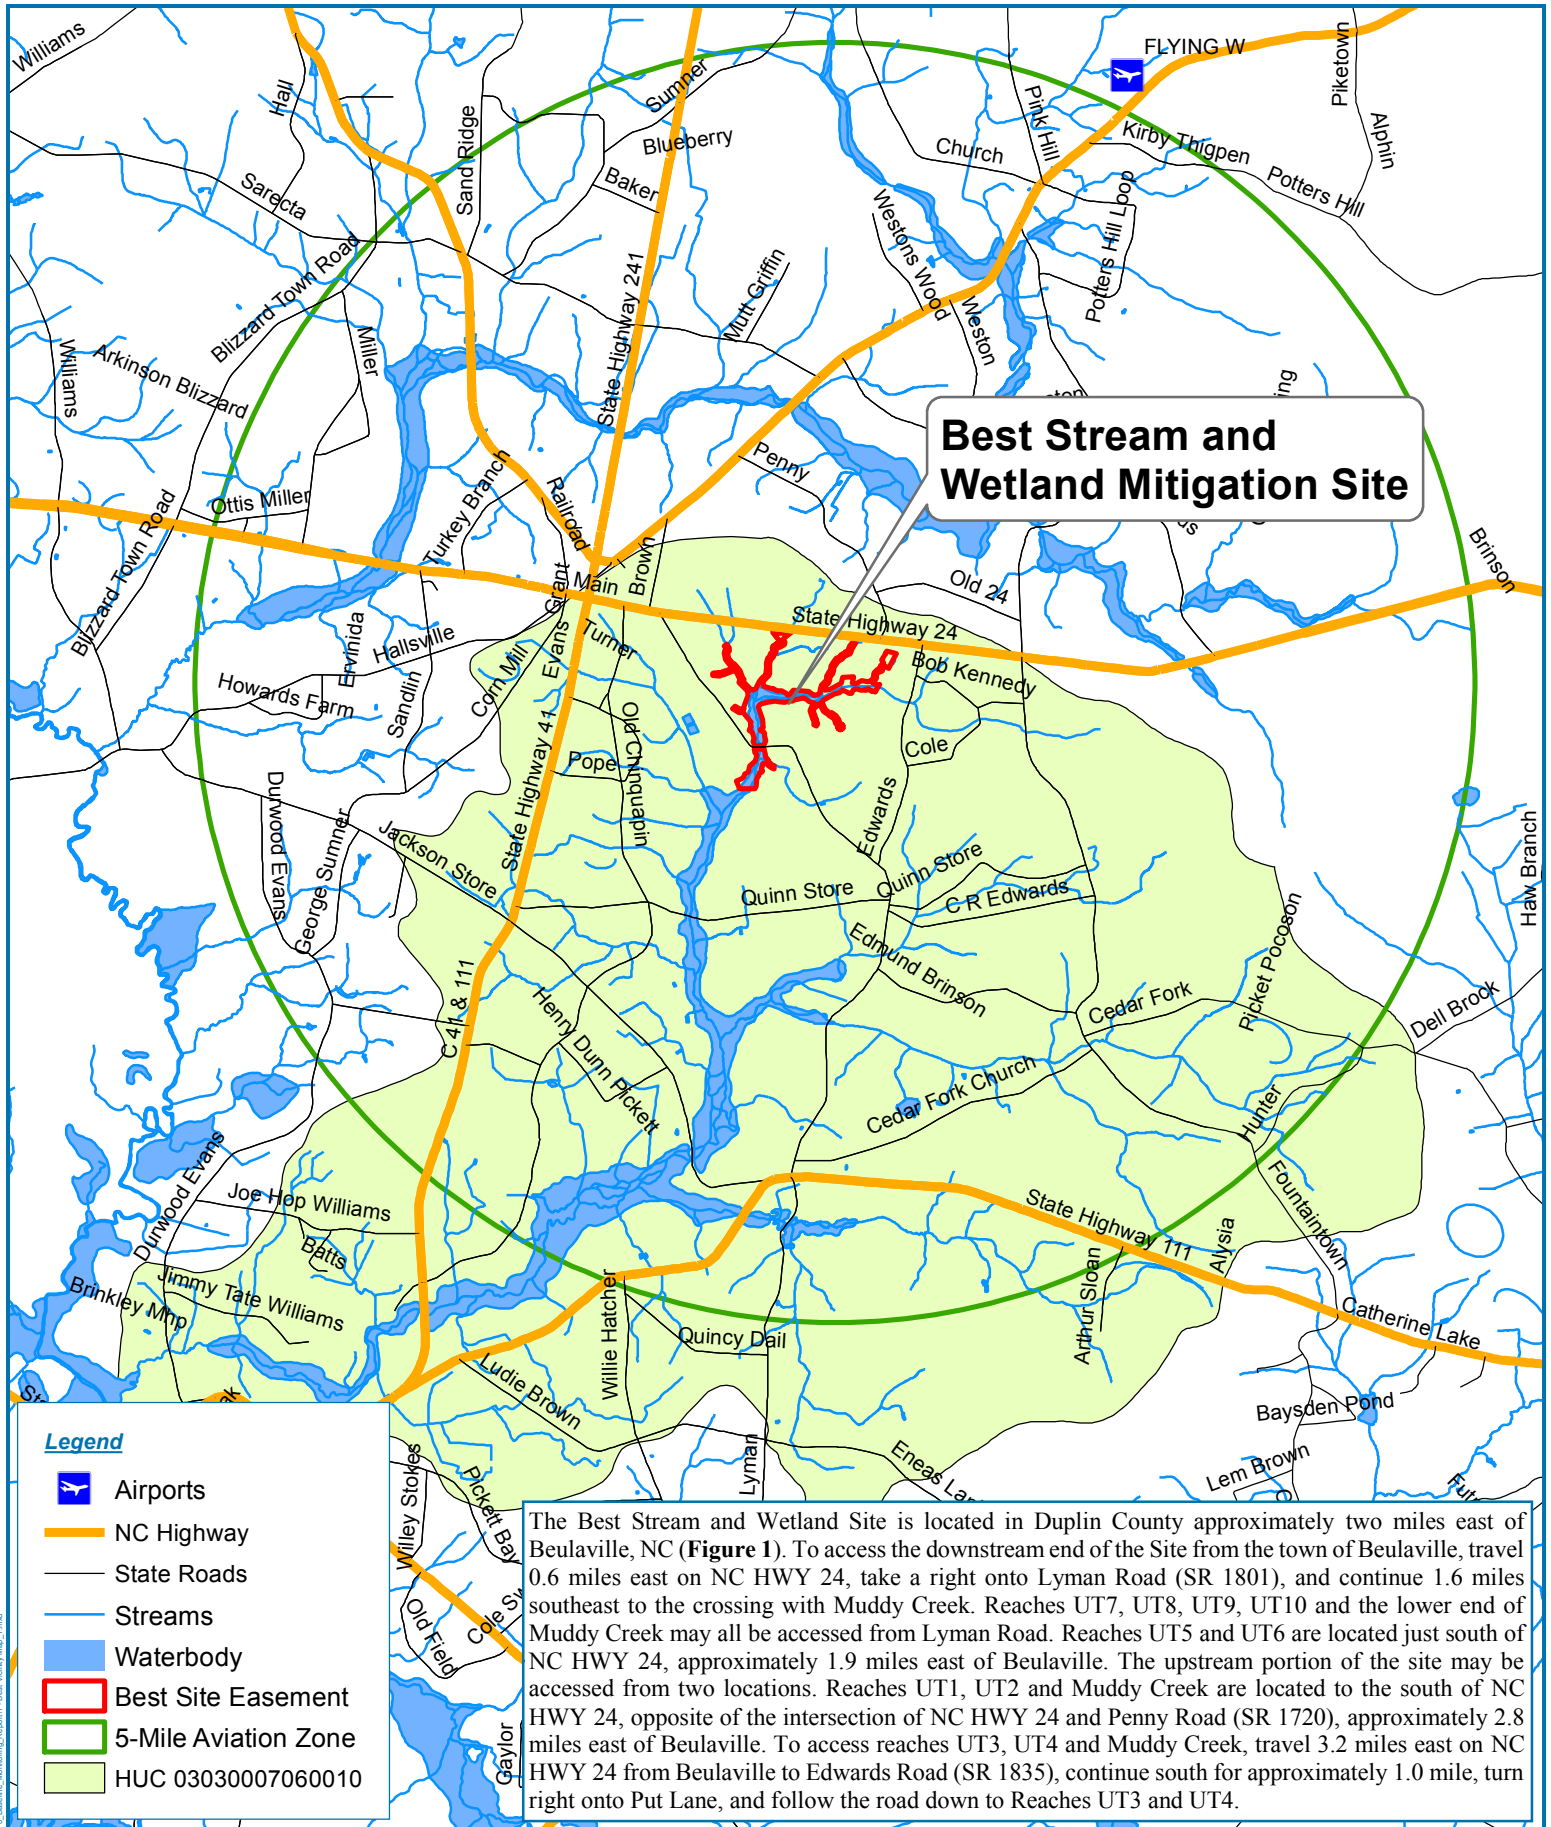 Williams
Hall
Sand Ridge
Sumner
Blueberry
Baker
FLYING W
Piketown
Alphin
Pink Hill
Church
Kirby Thigpen
Potters Hill
Potters Hill Loop
Sarecta
Blizzard Town Road
Westons Wood
Weston
Mutt Griffin
State Highway 241
Miller
Williams
Arkinson Blizzard
Best Stream and
Wetland Mitigation Site
Penny
Ottis Miller
Turkey Branch
Railroad
Blizzard Town Road
Brinson
Grant
Main
Brown
Old 24
State Highway 24
Ervinida
Hallsville
Evans
Turner
Corn Mill
Bob Kennedy
Howards Farm
Sandlin
State Highway 41
Old Chinquapin
Pope
Cole
Edwards
Durwood Evans
George Sumner
Jackson Store
Quinn Store
Quinn Store
C R Edwards
Haw Branch
Edmund Brinson
Picket Pocoson
C 41 & 111
Henry Dunn Pickett
Cedar Fork
Dell Brock
Cedar Fork Church
Hunter
Durwood Evans
Joe Hop Williams
Batts
Fountaintown
State Highway 111
Alysia
Arthur Sloan
Jimmy Tate Williams
Brinkley Mhp
Willie Hatcher
Quincy Dail
Catherine Lake
Ludie Brown
Baysden Pond
Lyman
Eneas Lan
Lem Brown
Willey Stokes
Pickett Bay
Old Field
Cole S
Gaylor
Legend
Airports
NC Highway
State Roads
Streams
Waterbody
Best Site Easement
5-Mile Aviation Zone
HUC 03030007060010
The Best Stream and Wetland Site is located in Duplin County approximately two miles east of
Beulaville, NC (Figure 1). To access the downstream end of the Site from the town of Beulaville, travel
0.6 miles east on NC HWY 24, take a right onto Lyman Road (SR 1801), and continue 1.6 miles
southeast to the crossing with Muddy Creek. Reaches UT7, UT8, UT9, UT10 and the lower end of
Muddy Creek may all be accessed from Lyman Road. Reaches UT5 and UT6 are located just south of
NC HWY 24, approximately 1.9 miles east of Beulaville. The upstream portion of the site may be
accessed from two locations. Reaches UT1, UT2 and Muddy Creek are located to the south of NC
HWY 24, opposite of the intersection of NC HWY 24 and Penny Road (SR 1720), approximately 2.8
miles east of Beulaville. To access reaches UT3, UT4 and Muddy Creek, travel 3.2 miles east on NC
HWY 24 from Beulaville to Edwards Road (SR 1835), continue south for approximately 1.0 mile, turn
right onto Put Lane, and follow the road down to Reaches UT3 and UT4.